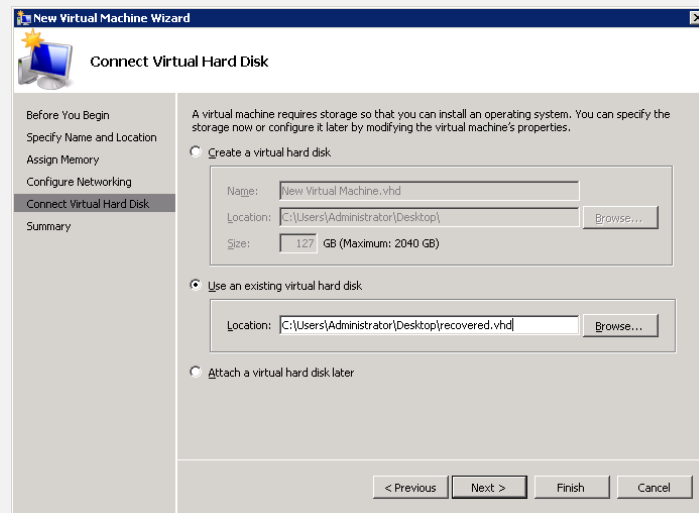 New Virtual Machine Wizard
Connect Virtual Hard Disk
Before You Begin
Specify Name and Location
Assign Memory
Configure Networking
Connect Virtual Hard Disk
Summary
A virtual machine requires storage so that you can install an operating system. You can specify the
storage now or configure it later by modifying the virtual machine's properties.
Create a virtual hard disk
Name: New Virtual Machine.vhd
Location: C:\Users\Administrator\Desktop\ Browse...
Size: 127 GB (Maximum: 2040 GB)
Use an existing virtual hard disk
Location: C:\Users\Administrator\Desktop\recovered.vhd Browse...
Attach a virtual hard disk later
< Previous Next > Finish Cancel